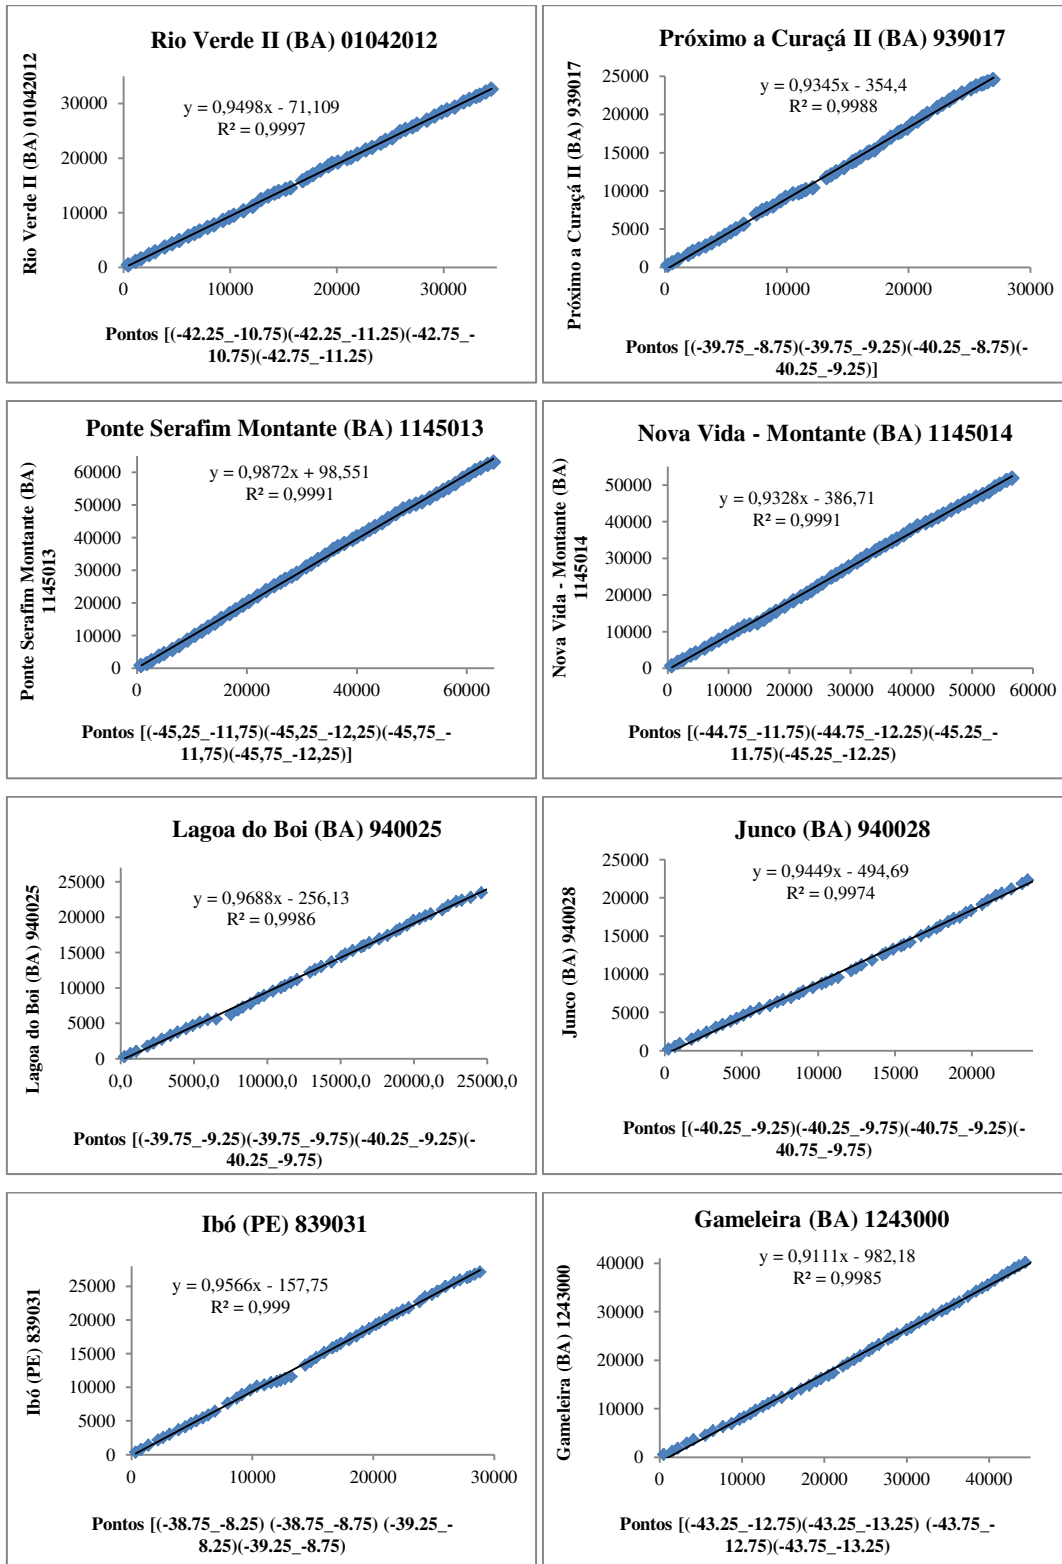 Rio Verde II (BA) 01042012
Rio Verde II (BA) 01042012
y = 0,9498x - 71,109
R² = 0,9997
30000
20000
10000
0
0 10000 20000 30000
Pontos [(-42.25_-10.75)(-42.25_-11.25)(-42.75_-
10.75)(-42.75_-11.25)
Próximo a Curaçá II (BA) 939017
Próximo a Curaçá II (BA) 939017
y = 0,9345x - 354,4
R² = 0,9988
25000
20000
15000
10000
5000
0
0 10000 20000 30000
Pontos [(-39.75_-8.75)(-39.75_-9.25)(-40.25_-8.75)(-
40.25_-9.25)]
Ponte Serafim Montante (BA) 1145013
Ponte Serafim Montante (BA)
1145013
y = 0,9872x + 98,551
R² = 0,9991
60000
50000
40000
30000
20000
10000
0
0 20000 40000 60000
Pontos [(-45,25_-11,75)(-45,25_-12,25)(-45,75_-
11,75)(-45,75_-12,25)]
Nova Vida - Montante (BA) 1145014
Nova Vida - Montante (BA)
1145014
y = 0,9328x - 386,71
R² = 0,9991
50000
40000
30000
20000
10000
0
0 10000 20000 30000 40000 50000 60000
Pontos [(-44.75_-11.75)(-44.75_-12.25)(-45.25_-
11.75)(-45.25_-12.25)
Lagoa do Boi (BA) 940025
Lagoa do Boi (BA) 940025
y = 0,9688x - 256,13
R² = 0,9986
25000
20000
15000
10000
5000
0
0,0 5000,0 10000,0 15000,0 20000,0 25000,0
Pontos [(-39.75_-9.25)(-39.75_-9.75)(-40.25_-9.25)(-
40.25_-9.75)
Junco (BA) 940028
Junco (BA) 940028
y = 0,9449x - 494,69
R² = 0,9974
25000
20000
15000
10000
5000
0
0 5000 10000 15000 20000
Pontos [(-40.25_-9.25)(-40.25_-9.75)(-40.75_-9.25)(-
40.75_-9.75)
Ibó (PE) 839031
Ibó (PE) 839031
y = 0,9566x - 157,75
R² = 0,999
25000
20000
15000
10000
5000
0
0 10000 20000 30000
Pontos [(-38.75_-8.25) (-38.75_-8.75) (-39.25_-
8.25)(-39.25_-8.75)
Gameleira (BA) 1243000
Gameleira (BA) 1243000
y = 0,9111x - 982,18
R² = 0,9985
40000
30000
20000
10000
0
0 10000 20000 30000 40000
Pontos [(-43.25_-12.75)(-43.25_-13.25) (-43.75_-
12.75)(-43.75_-13.25)